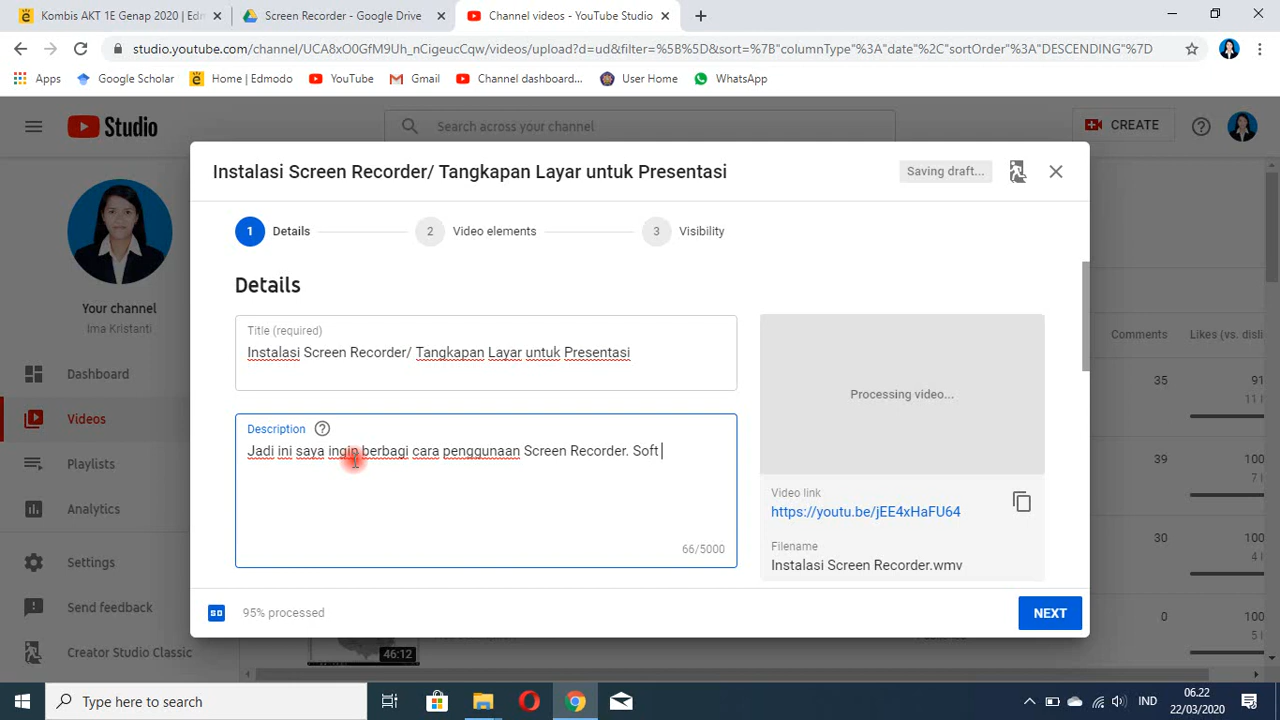 Kombis AKT 1E Genap 2020 | Edm
Screen Recorder - Google Drive
Channel videos - YouTube Studio
studio.youtube.com/channel/UCA8xO0GfM9Uh_nCigeucCqw/videos/upload?d=ud&filter=%5B%5D&sort=%7B"columnType"%3A"date"%2C"sortOrder"%3A"DESCENDING"%7D
Apps
Google Scholar
Home | Edmodo
YouTube
Gmail
Channel dashboard...
User Home
WhatsApp
Studio
Search across your channel
CREATE
Instalasi Screen Recorder/ Tangkapan Layar untuk Presentasi
Saving draft...
1 Details
2 Video elements
3 Visibility
Your channel
Ima Kristanti
Dashboard
Videos
Playlists
Analytics
Settings
Send feedback
Creator Studio Classic
Details
Title (required)
Instalasi Screen Recorder/ Tangkapan Layar untuk Presentasi
Description
Jadi ini saya ingin berbagi cara penggunaan Screen Recorder. Soft
66/5000
Processing video...
Video link
https://youtu.be/jEE4xHaFU64
Filename
Instalasi Screen Recorder.wmv
Comments
Likes (vs. disli
35
91
39
30
0
46:12
SD
95% processed
NEXT
Type here to search
IND
06.22
22/03/2020